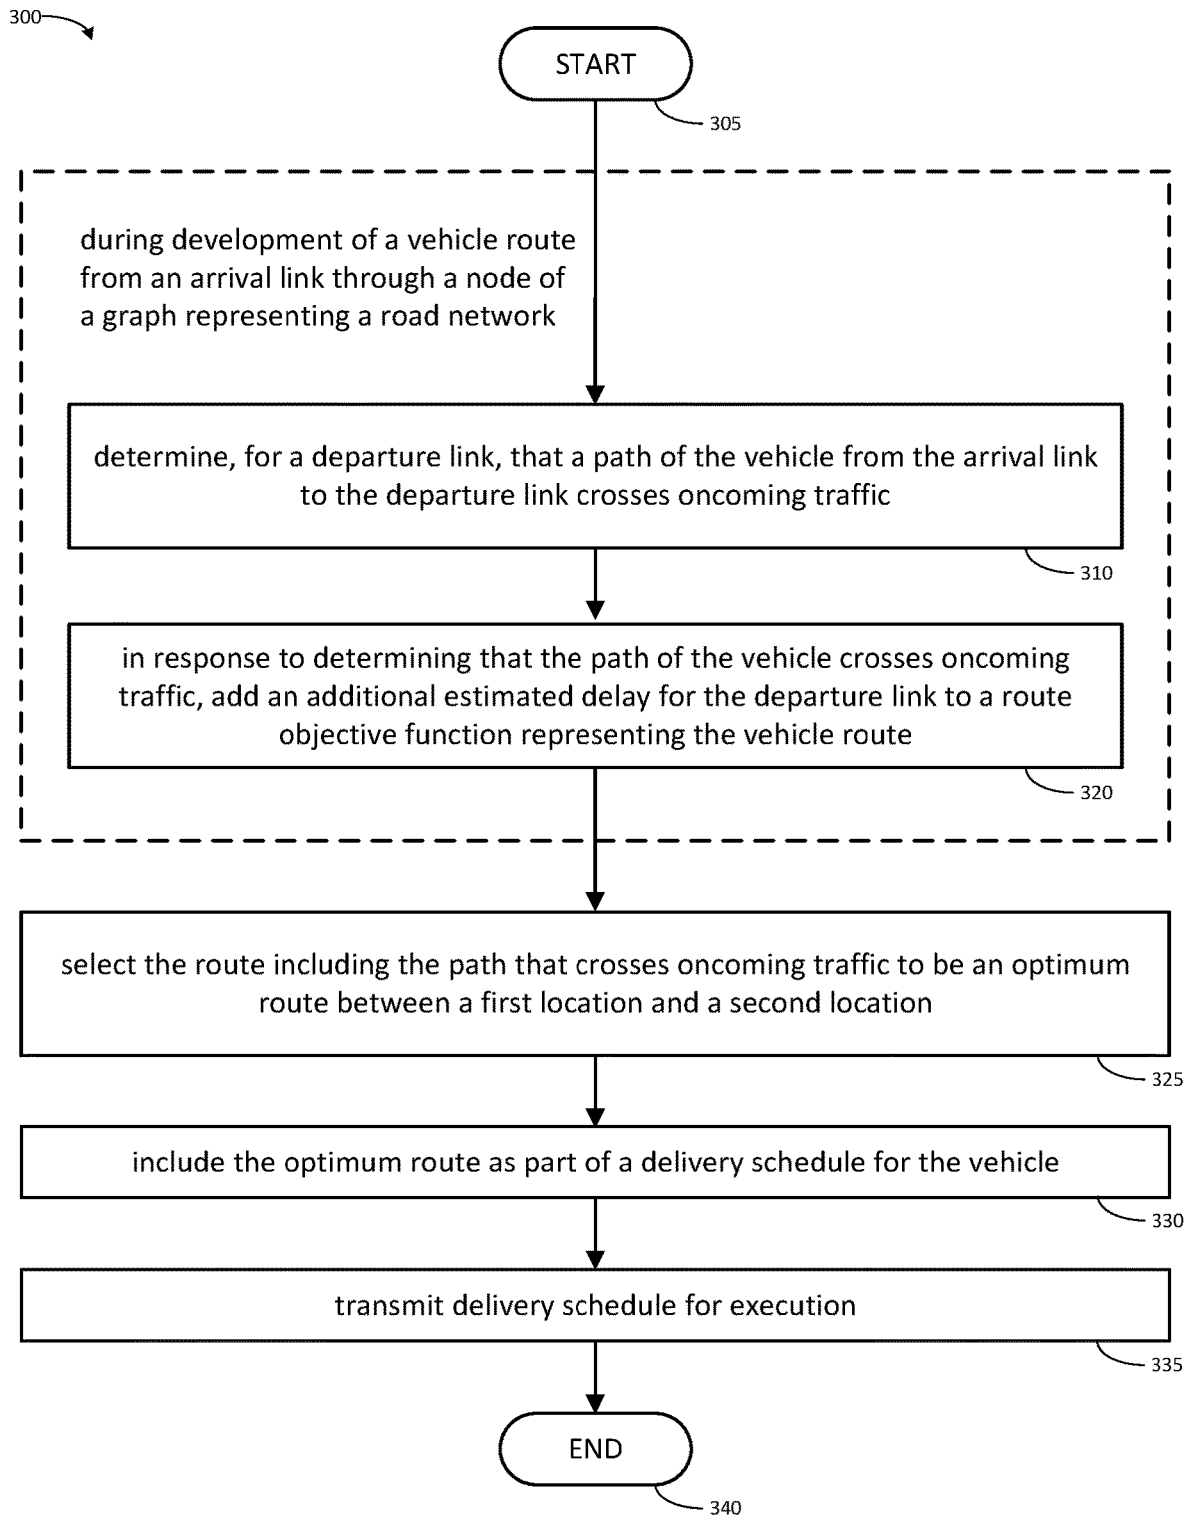 300
START
305
during development of a vehicle route
from an arrival link through a node of
a graph representing a road network
determine, for a departure link, that a path of the vehicle from the arrival link
to the departure link crosses oncoming traffic
310
in response to determining that the path of the vehicle crosses oncoming
traffic, add an additional estimated delay for the departure link to a route
objective function representing the vehicle route
320
select the route including the path that crosses oncoming traffic to be an optimum
route between a first location and a second location
325
include the optimum route as part of a delivery schedule for the vehicle
330
transmit delivery schedule for execution
335
END
340